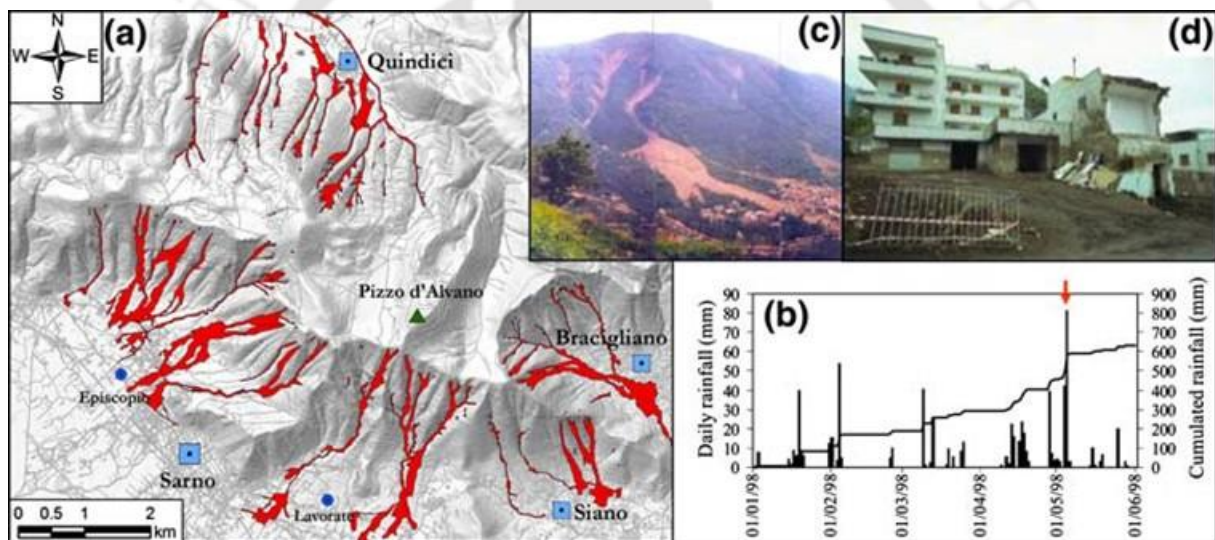 (a)
N
W E
S
Quindici
Pizzo d'Alvano
Bracigliano
Episcopio
Sarno
Lavorate
Siano
0 0.5 1 2
km
(c)
(d)
(b)
Daily rainfall (mm)
90
80
70
60
50
40
30
20
10
0
Cumulated rainfall (mm)
900
800
700
600
500
400
300
200
100
0
01/01/98
01/02/98
01/03/98
01/04/98
01/05/98
01/06/98